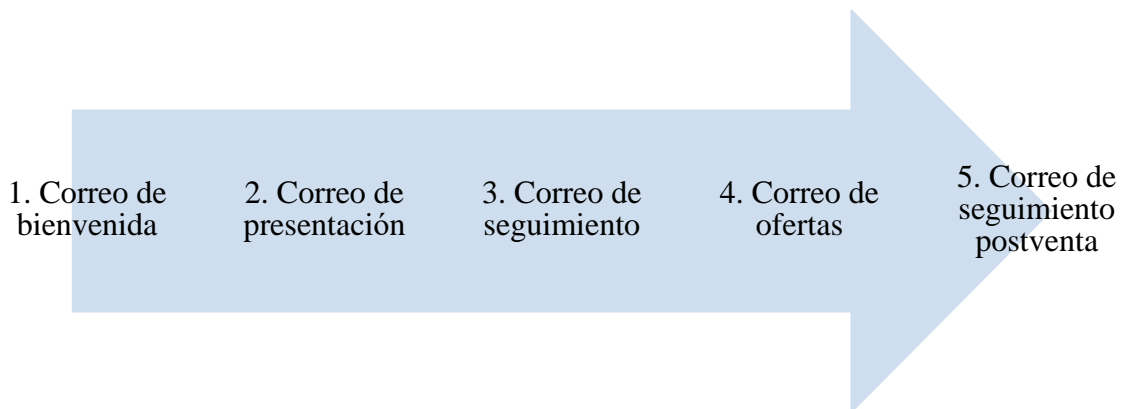 1. Correo de
bienvenida
2. Correo de
presentación
3. Correo de
seguimiento
4. Correo de
ofertas
5. Correo de
seguimiento
postventa